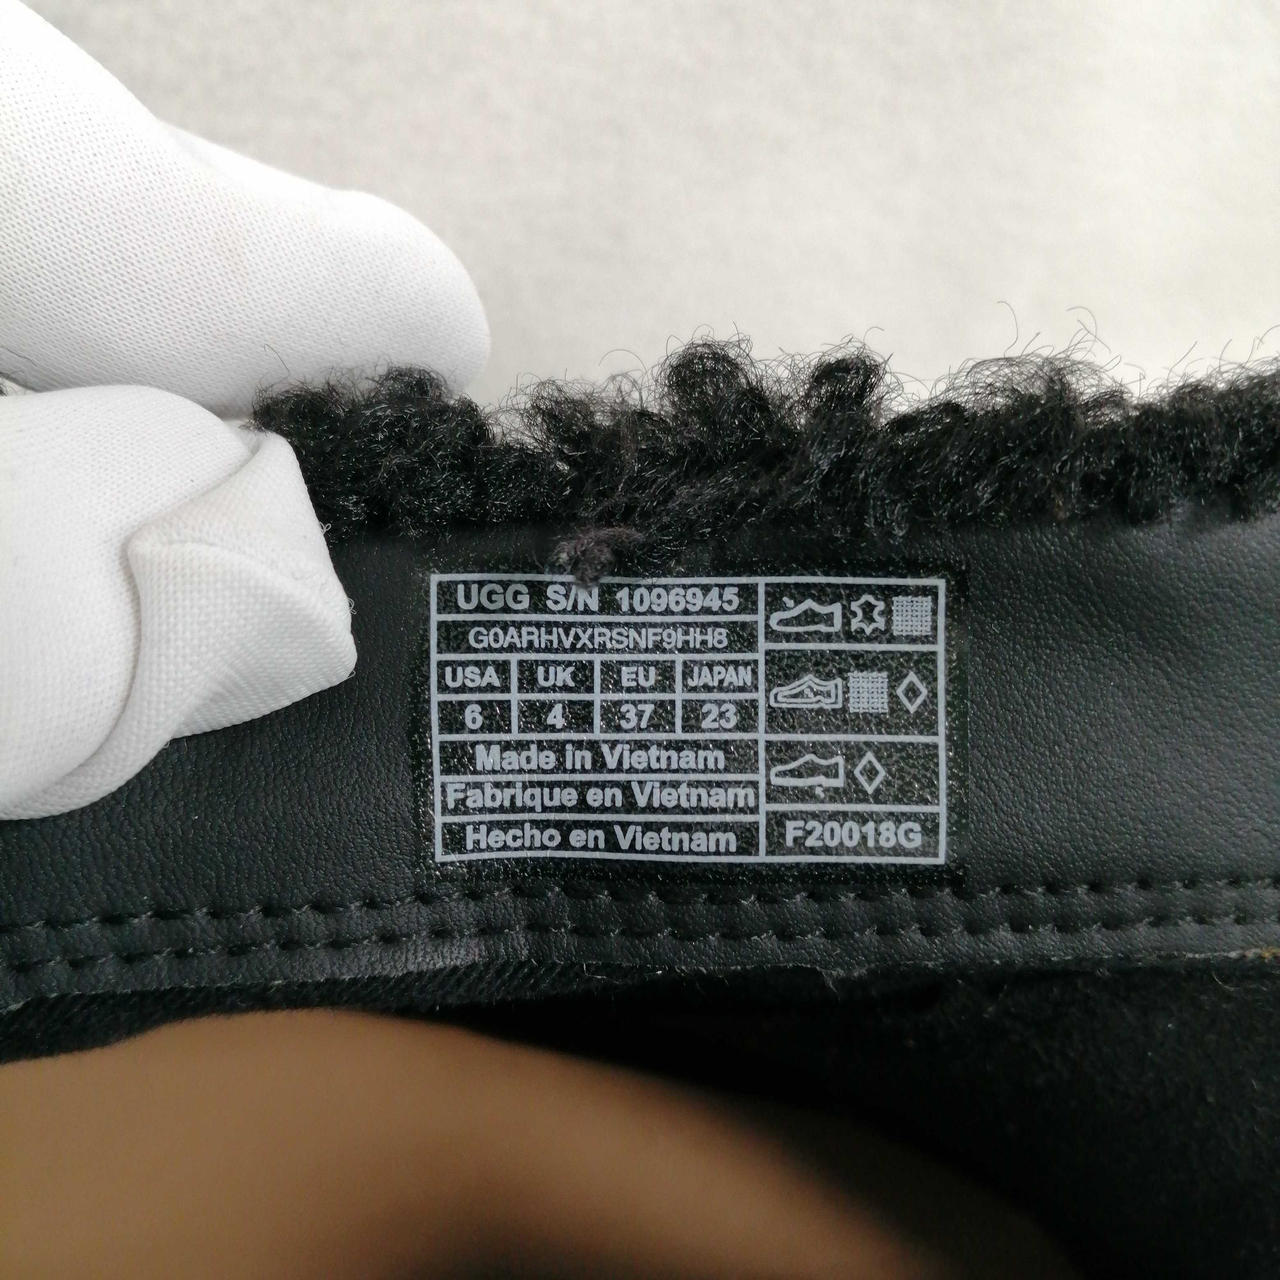 UGG S/N 1096945
G0ARHVXRSNF9HH8
USA UK EU JAPAN
6 4 37 23
Made in Vietnam
Fabrique en Vietnam
Hecho en Vietnam
F20018G